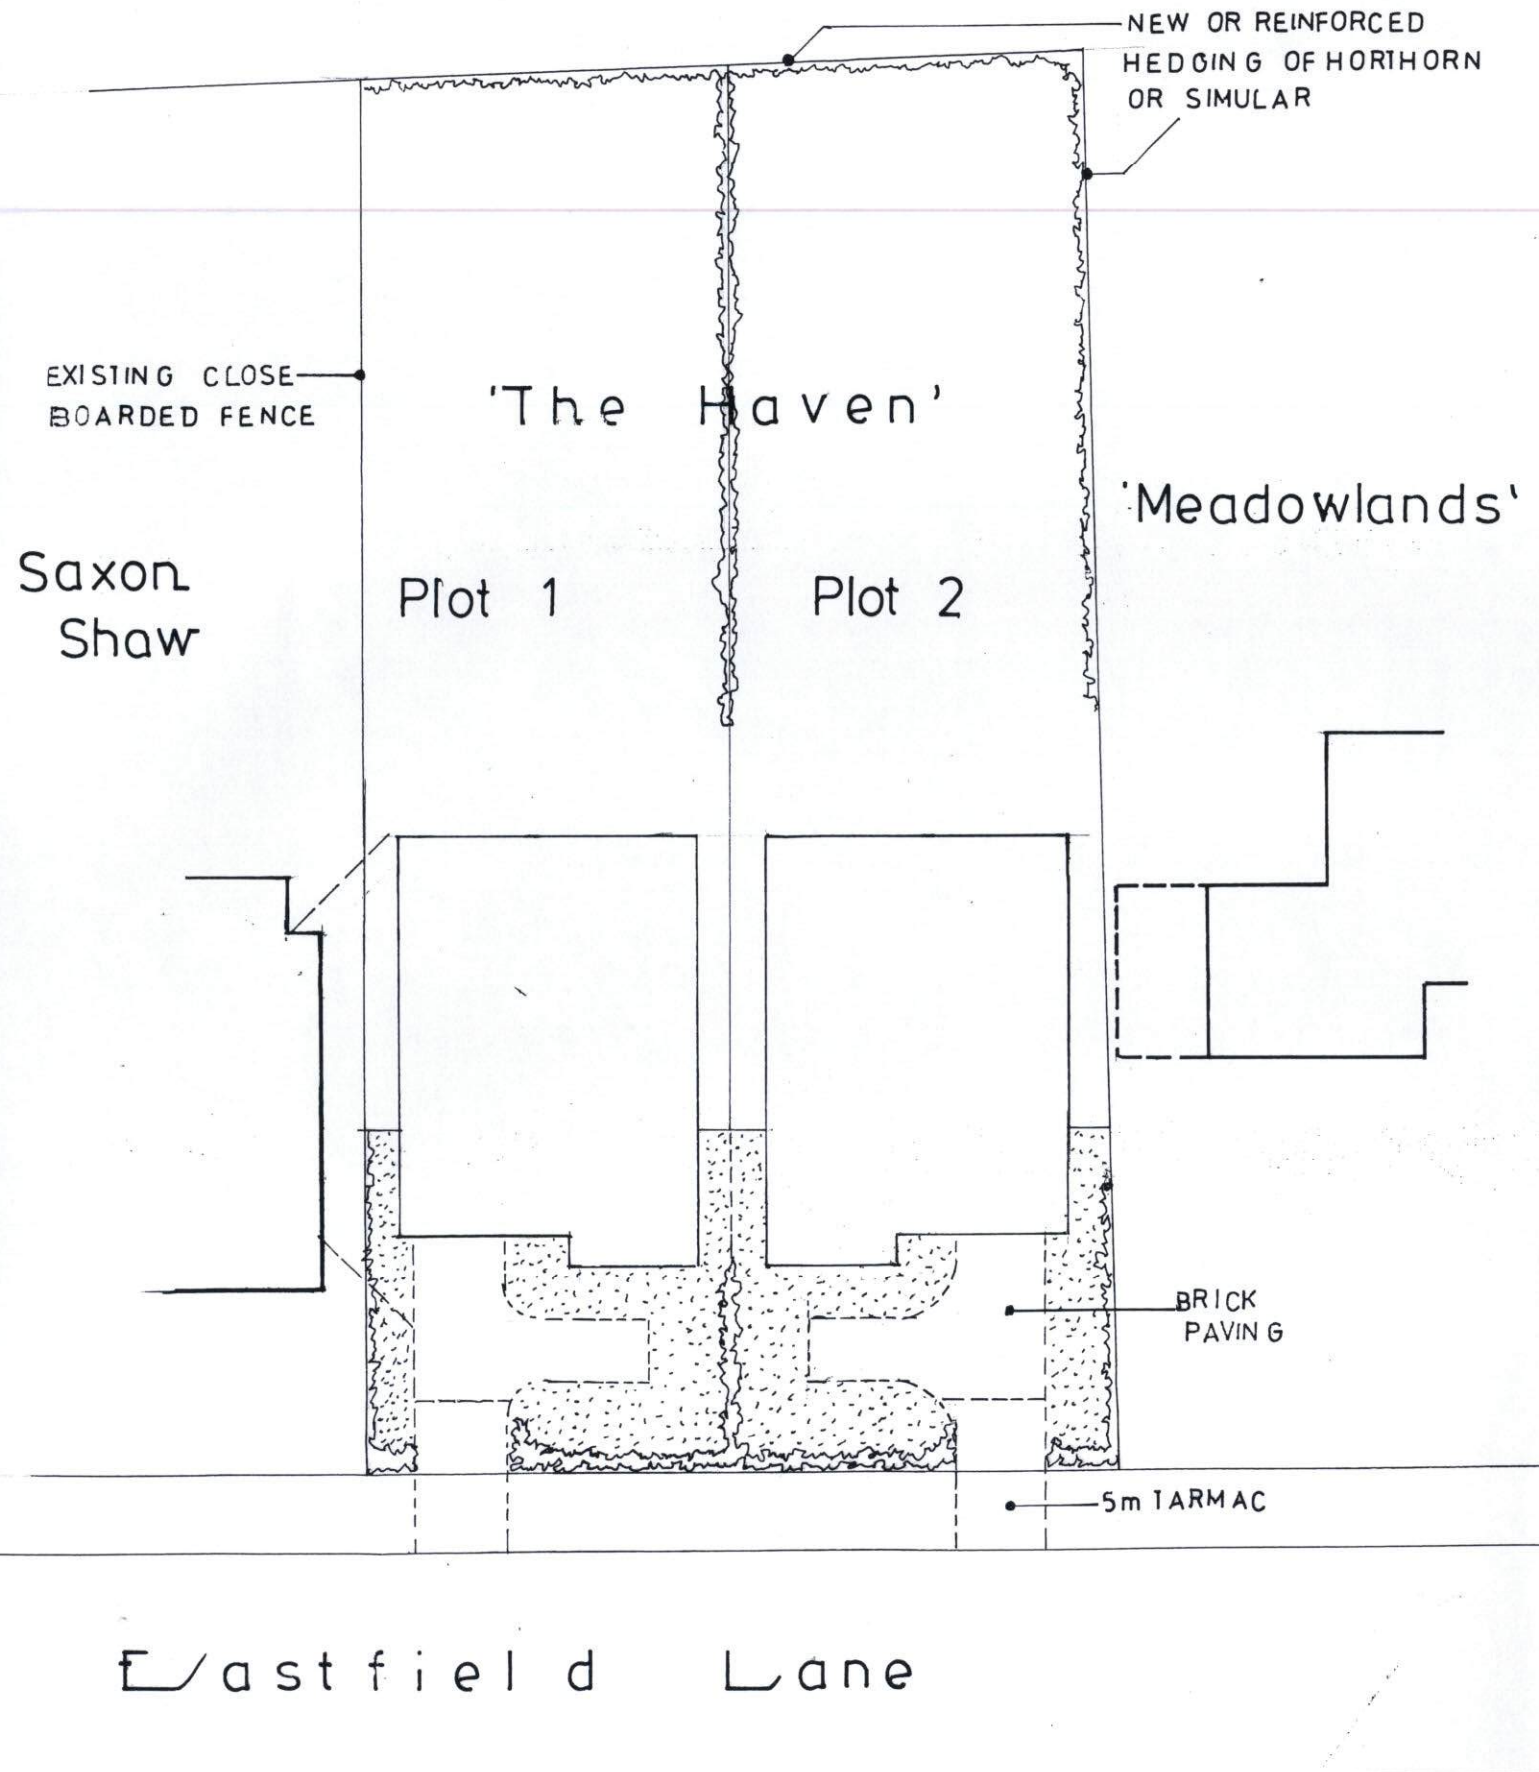 NEW OR REINFORCED
HEDGING OF HORTHORN
OR SIMULAR
EXISTING CLOSE
BOARDED FENCE
'The Haven'
'Meadowlands'
Saxon
Shaw
Plot 1
Plot 2
BRICK
PAVING
5m TARMAC
Eastfield Lane